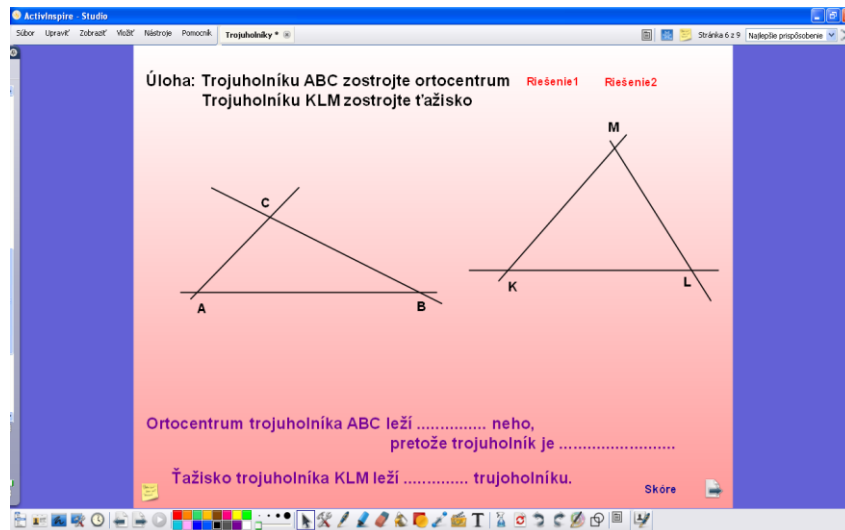 ActivInspire - Studio
Súbor Upraviť Zobraziť Vložiť Nástroje Pomocník Trojuholníky * Stránka 6 z 9 Najlepšie prispôsobenie
Úloha: Trojuholníku ABC zostrojte ortocentrum Riešenie1 Riešenie2
Trojuholníku KLM zostrojte ťažisko
M
C
K L
A B
Ortocentrum trojuholníka ABC leží ............... neho,
pretože trojuholník je ........................
Ťažisko trojuholníka KLM leží ............. trujoholníku.
Skóre
T